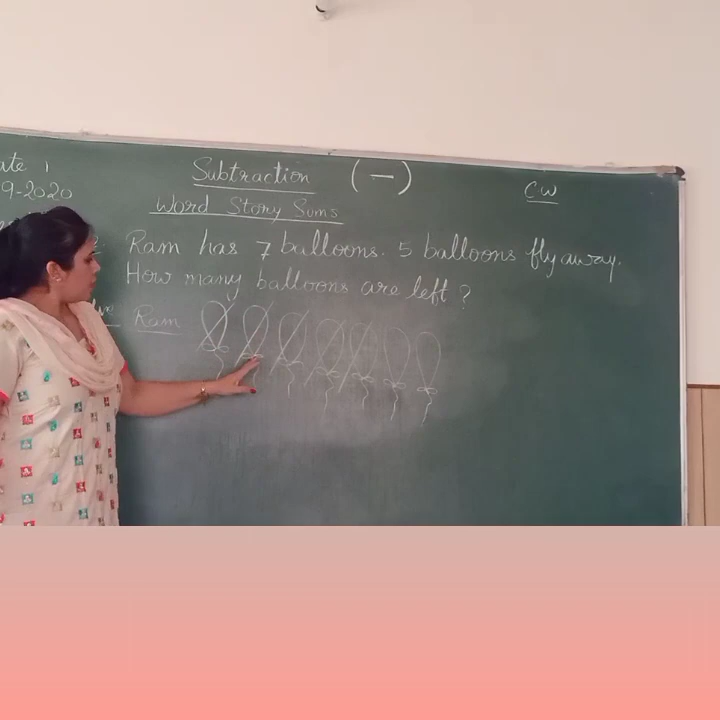 Subtraction (-)
CW
9-2020
Word Story Sums
Ram has 7 balloons. 5 balloons fly away.
How many balloons are left?
Ram